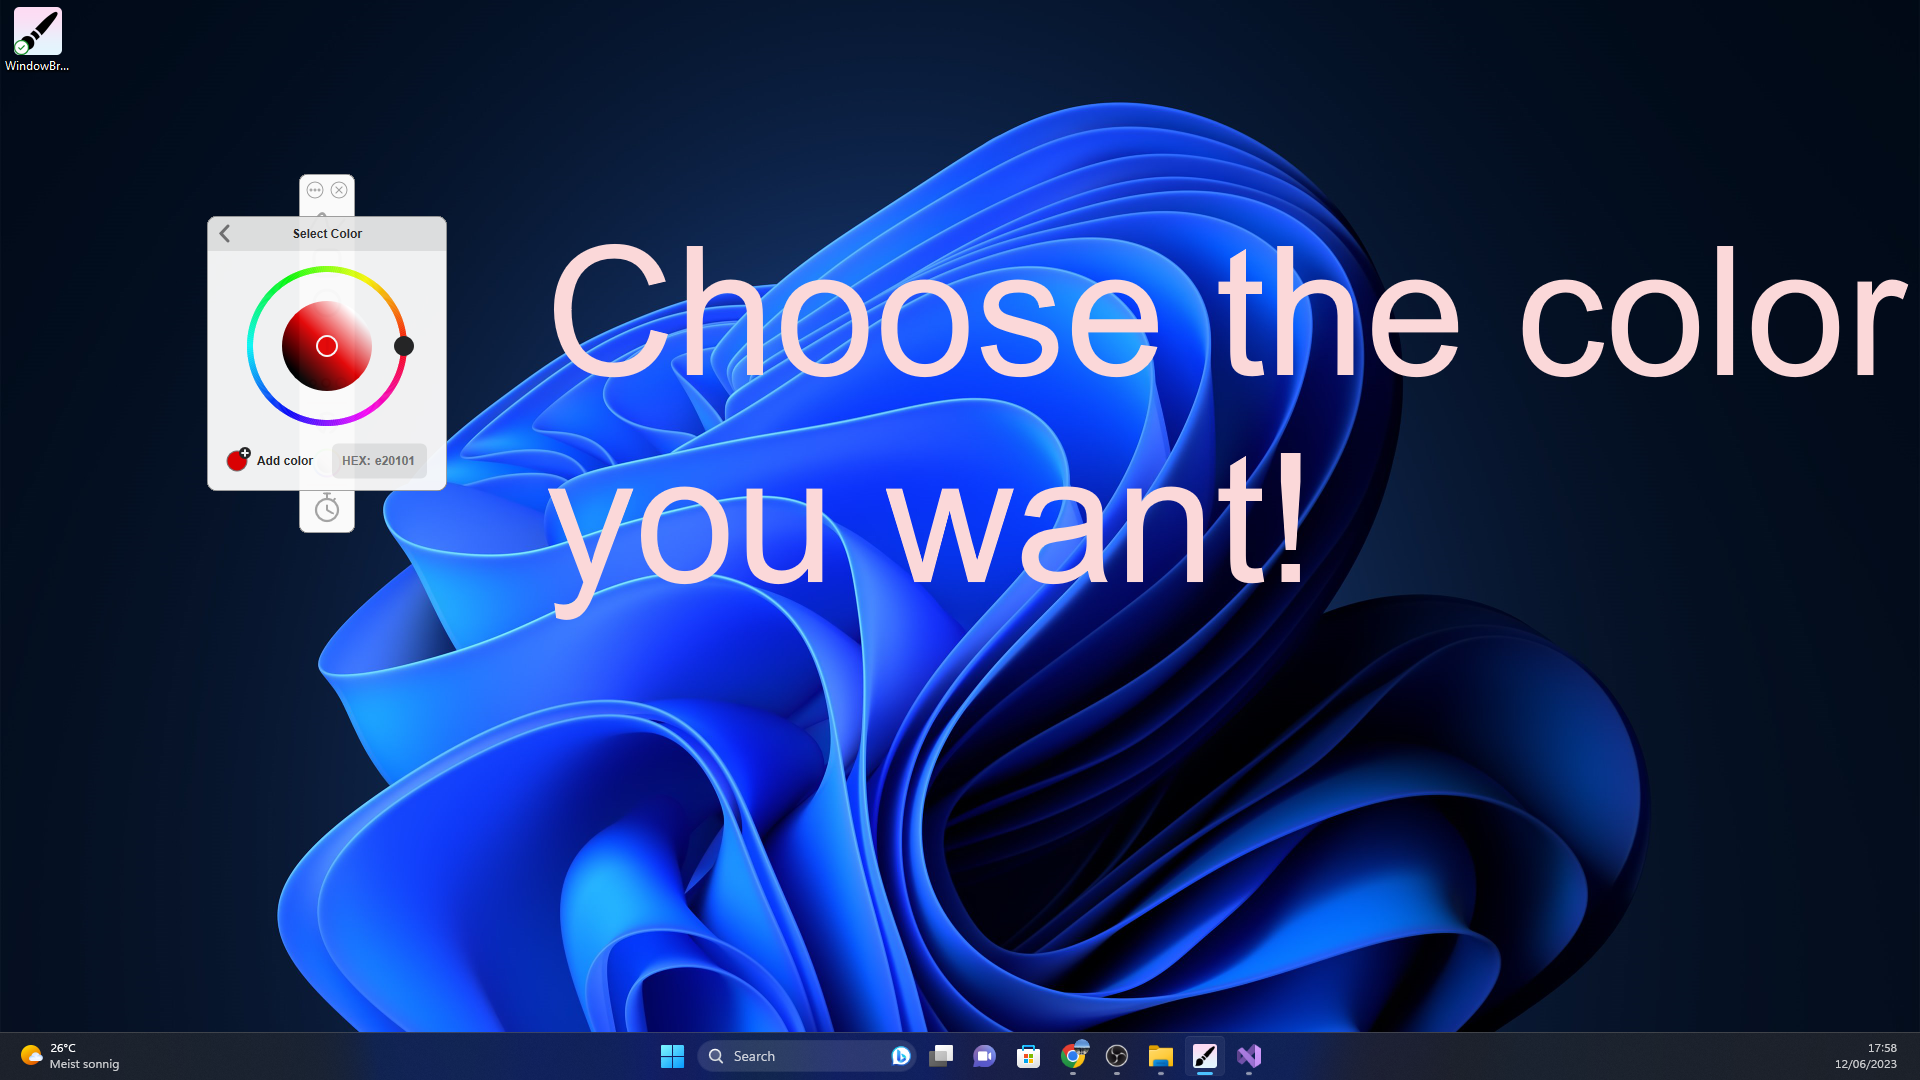 WindowBr...
Select Color
Choose the color
you want!
Add color
HEX: e20101
26°C
Meist sonnig
Search
17:58
12/06/2023